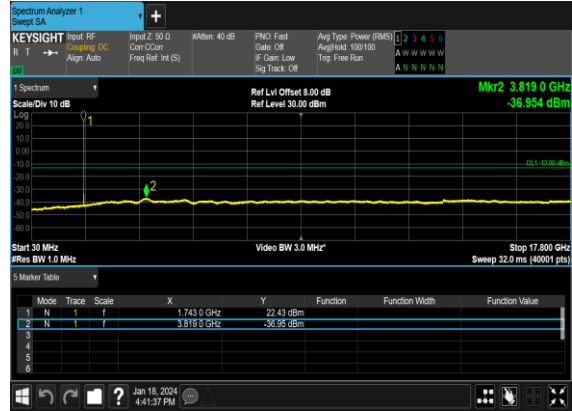 Spectrum Analyzer 1
Swept SA
KEYSIGHT Input: RF Input Z: 50 Ω #Atten: 40 dB PNO: Fast Avg Type: Power (RMS) 1 2 3 4 5 6
R T Coupling: DC Corr CCorr Gate: Off Avg|Hold: 100/100 A W W W W W
Align: Auto Freq Ref: Int (S) IF Gain: Low Trig: Free Run
LW Sig Track: Off A N N N N N
1 Spectrum Ref Lvl Offset 8.00 dB Mkr2 3.819 0 GHz
Scale/Div 10 dB Ref Level 30.00 dBm -36.954 dBm
Log
1
20.0
10.0
0.00
-10.0 DL1 -13.00 dBm
-20.0
2
-30.0
-40.0
-50.0
-60.0
Start 30 MHz Video BW 3.0 MHz* Stop 17.800 GHz
#Res BW 1.0 MHz Sweep 32.0 ms (40001 pts)
5 Marker Table
Mode Trace Scale X Y Function Function Width Function Value
1 N 1 f 1.743 0 GHz 22.43 dBm
2 N 1 f 3.819 0 GHz -36.95 dBm
3
4
5
6
Jan 18, 2024
4:41:37 PM